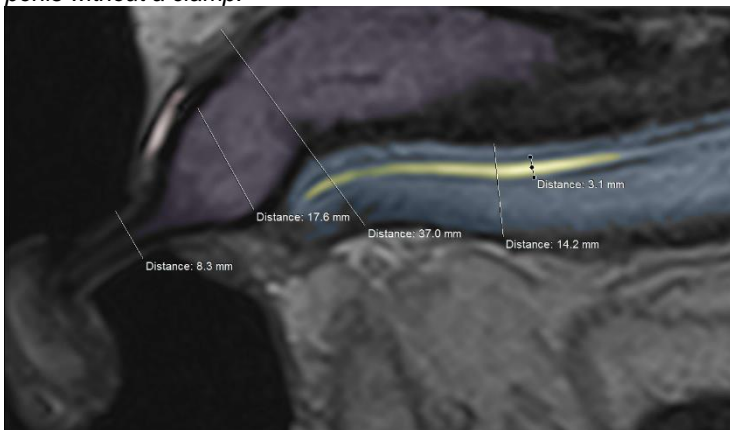 penis without a clamp.
Distance: 3.1 mm
Distance: 17.6 mm
Distance: 37.0 mm
Distance: 14.2 mm
Distance: 8.3 mm